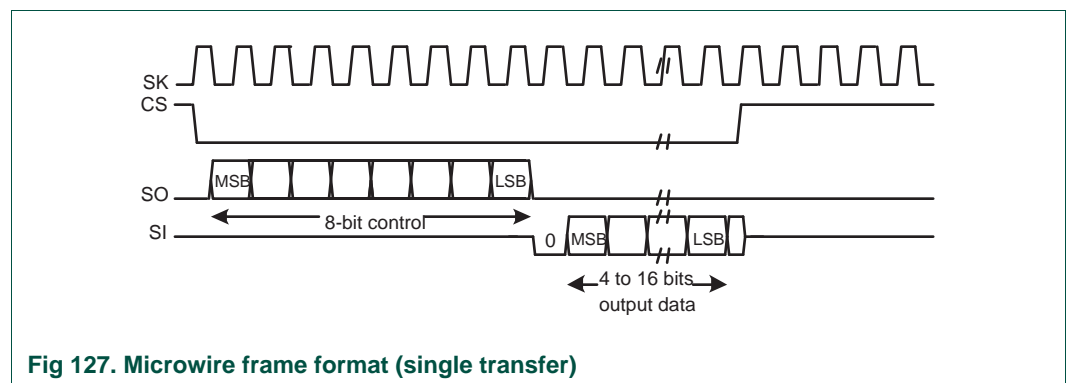 SK
CS
SO
MSB
LSB
8-bit control
SI
0
MSB
LSB
4 to 16 bits
output data
Fig 127. Microwire frame format (single transfer)